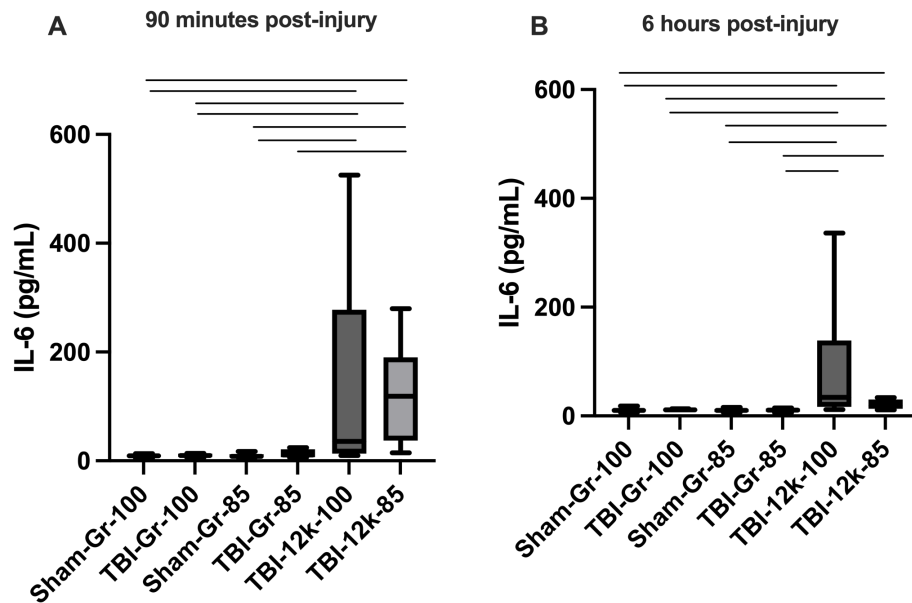 A
90 minutes post-injury
600
400
200
0
IL-6 (pg/mL)
Sham-Gr-100
TBI-Gr-100
Sham-Gr-85
TBI-Gr-85
TBI-12k-100
TBI-12k-85
B
6 hours post-injury
600
400
200
0
IL-6 (pg/mL)
Sham-Gr-100
TBI-Gr-100
Sham-Gr-85
TBI-Gr-85
TBI-12k-100
TBI-12k-85